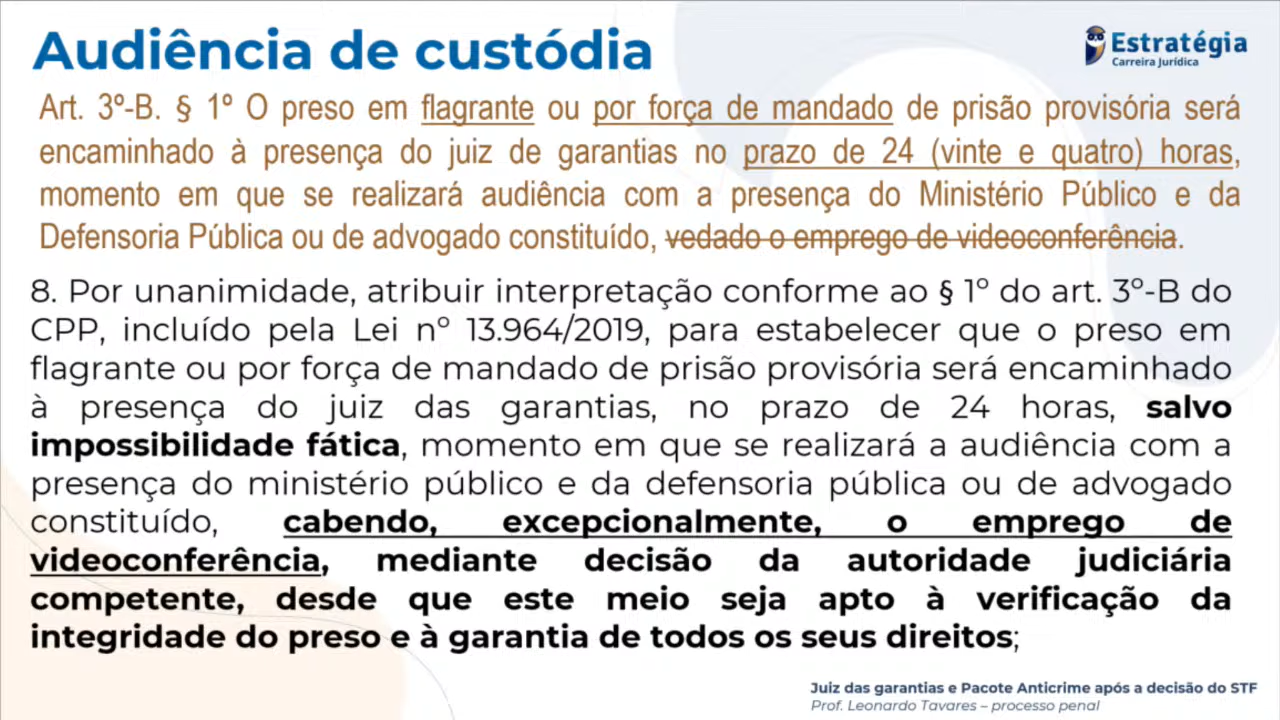 Audiência de custódia
Estratégia
Carreira Jurídica
Art. 3º-B. § 1º O preso em flagrante ou por força de mandado de prisão provisória será
encaminhado à presença do juiz de garantias no prazo de 24 (vinte e quatro) horas,
momento em que se realizará audiência com a presença do Ministério Público e da
Defensoria Pública ou de advogado constituído, vedado o emprego de videoconferência.
8. Por unanimidade, atribuir interpretação conforme ao § 1º do art. 3º-B do
CPP, incluído pela Lei nº 13.964/2019, para estabelecer que o preso em
flagrante ou por força de mandado de prisão provisória será encaminhado
à presença do juiz das garantias, no prazo de 24 horas, salvo
impossibilidade fática, momento em que se realizará a audiência com a
presença do ministério público e da defensoria pública ou de advogado
constituído, cabendo, excepcionalmente, o emprego de
videoconferência, mediante decisão da autoridade judiciária
competente, desde que este meio seja apto à verificação da
integridade do preso e à garantia de todos os seus direitos;
Juiz das garantias e Pacote Anticrime após a decisão do STF
Prof. Leonardo Tavares – processo penal